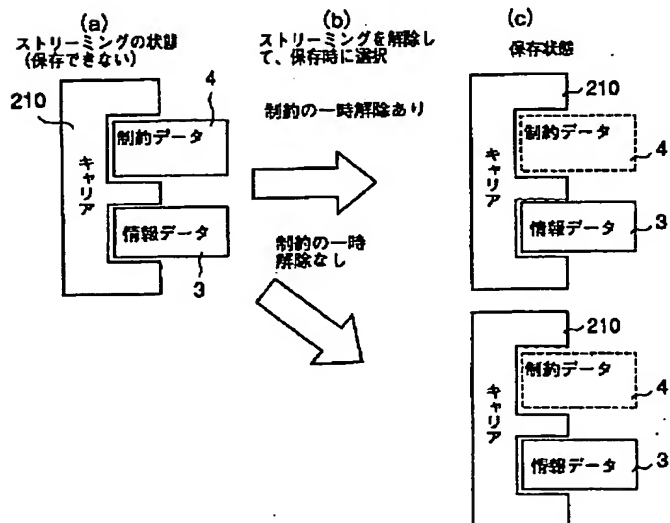 (a)
ストリーミングの状態
(保存できない)
4
210
制約データ
キャリア
情報データ
3
(b)
ストリーミングを解除し
て、保存時に選択
制約の一時解除あり
制約の一時
解除なし
(c)
保存状態
210
制約データ
4
キャリア
情報データ
3
210
制約データ
4
キャリア
情報データ
3